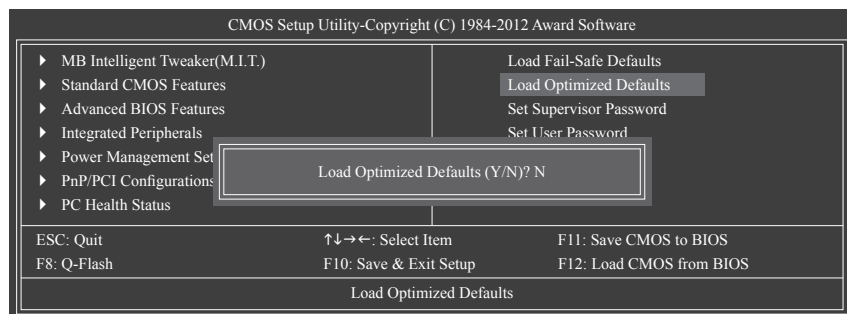 CMOS Setup Utility-Copyright (C) 1984-2012 Award Software
MB Intelligent Tweaker(M.I.T.)
Standard CMOS Features
Advanced BIOS Features
Integrated Peripherals
Power Management Set
PnP/PCI Configurations
PC Health Status
Load Fail-Safe Defaults
Load Optimized Defaults
Set Supervisor Password
Set User Password
Load Optimized Defaults (Y/N)? N
ESC: Quit ↑↓→←: Select Item F11: Save CMOS to BIOS
F8: Q-Flash F10: Save & Exit Setup F12: Load CMOS from BIOS
Load Optimized Defaults